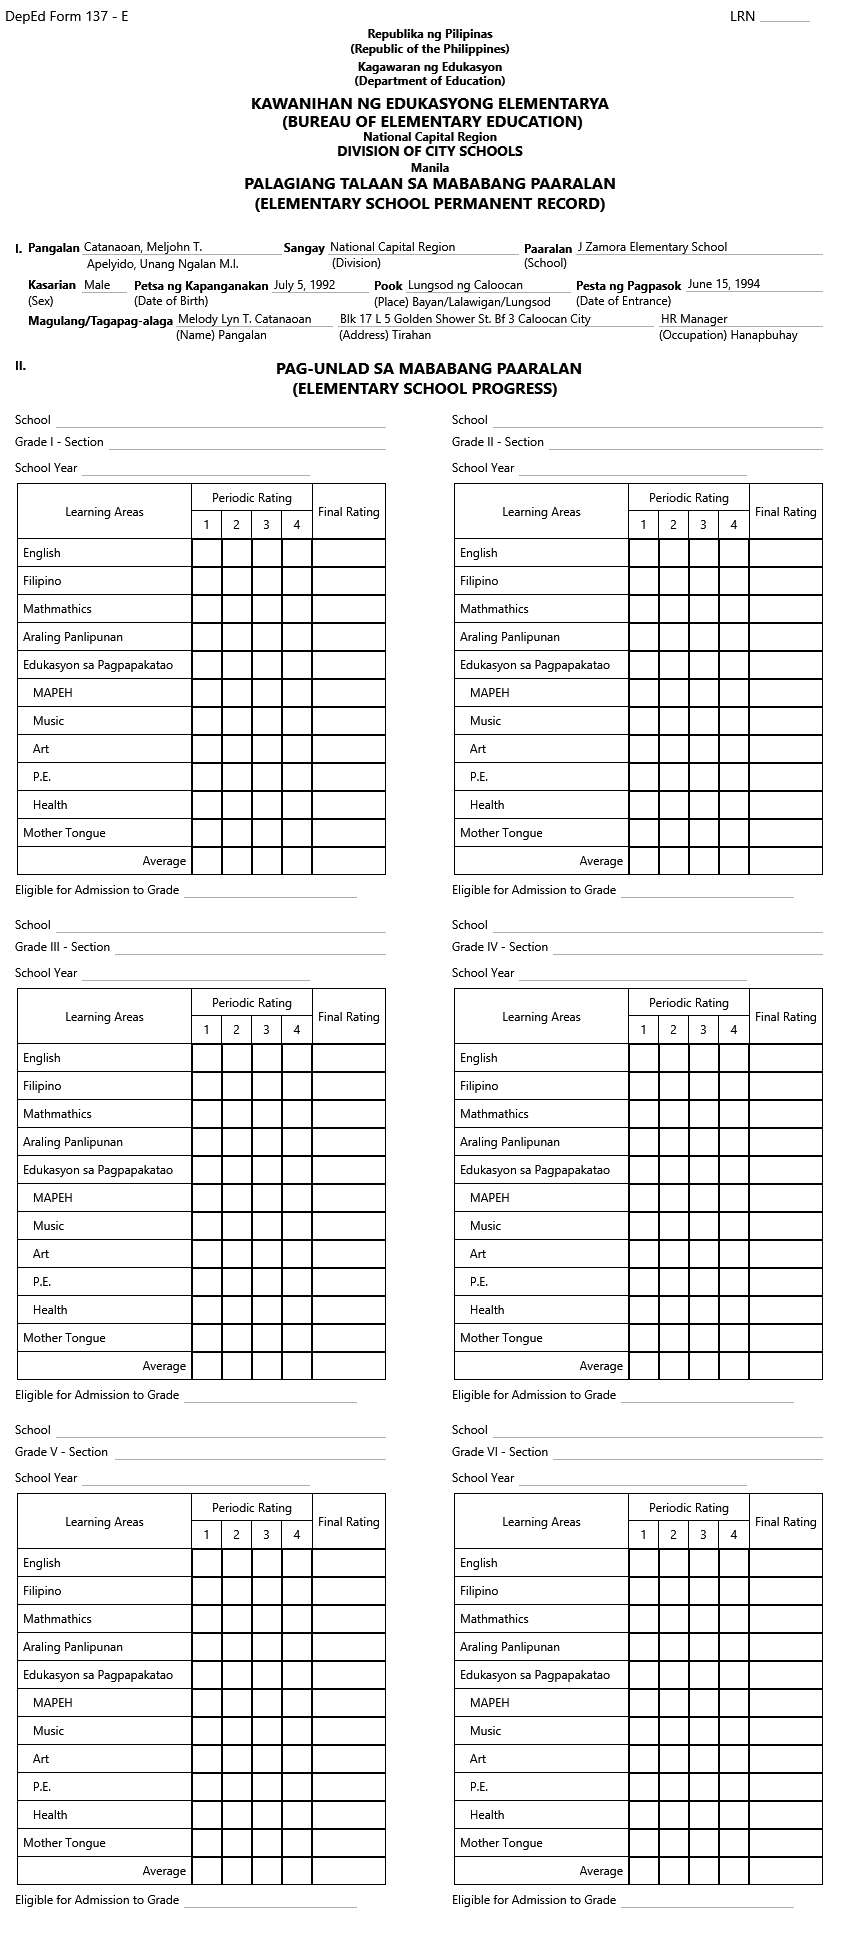 DepEd Form 137 - E LRN
Republika ng Pilipinas
(Republic of the Philippines)
Kagawaran ng Edukasyon
(Department of Education)
KAWANIHAN NG EDUKASYONG ELEMENTARYA
(BUREAU OF ELEMENTARY EDUCATION)
National Capital Region
DIVISION OF CITY SCHOOLS
Manila
PALAGIANG TALAAN SA MABABANG PAARALAN
(ELEMENTARY SCHOOL PERMANENT RECORD)
I. Pangalan Catanaoan, Meljohn T. Sangay National Capital Region Paaralan J Zamora Elementary School
Apelyido, Unang Ngalan M.I. (Division) (School)
Kasarian Male Petsa ng Kapanganakan July 5, 1992 Pook Lungsod ng Caloocan Pesta ng Pagpasok June 15, 1994
(Sex) (Date of Birth) (Place) Bayan/Lalawigan/Lungsod (Date of Entrance)
Magulang/Tagapag-alaga Melody Lyn T. Catanaoan Blk 17 L 5 Golden Shower St. Bf 3 Caloocan City HR Manager
(Name) Pangalan (Address) Tirahan (Occupation) Hanapbuhay
II. PAG-UNLAD SA MABABANG PAARALAN
(ELEMENTARY SCHOOL PROGRESS)
School
Grade I - Section
School Year
Learning Areas Periodic Rating Final Rating
1 2 3 4
English
Filipino
Mathmathics
Araling Panlipunan
Edukasyon sa Pagpapakatao
MAPEH
Music
Art
P.E.
Health
Mother Tongue
Average
Eligible for Admission to Grade
School
Grade II - Section
School Year
Learning Areas Periodic Rating Final Rating
1 2 3 4
English
Filipino
Mathmathics
Araling Panlipunan
Edukasyon sa Pagpapakatao
MAPEH
Music
Art
P.E.
Health
Mother Tongue
Average
Eligible for Admission to Grade
School
Grade III - Section
School Year
Learning Areas Periodic Rating Final Rating
1 2 3 4
English
Filipino
Mathmathics
Araling Panlipunan
Edukasyon sa Pagpapakatao
MAPEH
Music
Art
P.E.
Health
Mother Tongue
Average
Eligible for Admission to Grade
School
Grade IV - Section
School Year
Learning Areas Periodic Rating Final Rating
1 2 3 4
English
Filipino
Mathmathics
Araling Panlipunan
Edukasyon sa Pagpapakatao
MAPEH
Music
Art
P.E.
Health
Mother Tongue
Average
Eligible for Admission to Grade
School
Grade V - Section
School Year
Learning Areas Periodic Rating Final Rating
1 2 3 4
English
Filipino
Mathmathics
Araling Panlipunan
Edukasyon sa Pagpapakatao
MAPEH
Music
Art
P.E.
Health
Mother Tongue
Average
Eligible for Admission to Grade
School
Grade VI - Section
School Year
Learning Areas Periodic Rating Final Rating
1 2 3 4
English
Filipino
Mathmathics
Araling Panlipunan
Edukasyon sa Pagpapakatao
MAPEH
Music
Art
P.E.
Health
Mother Tongue
Average
Eligible for Admission to Grade